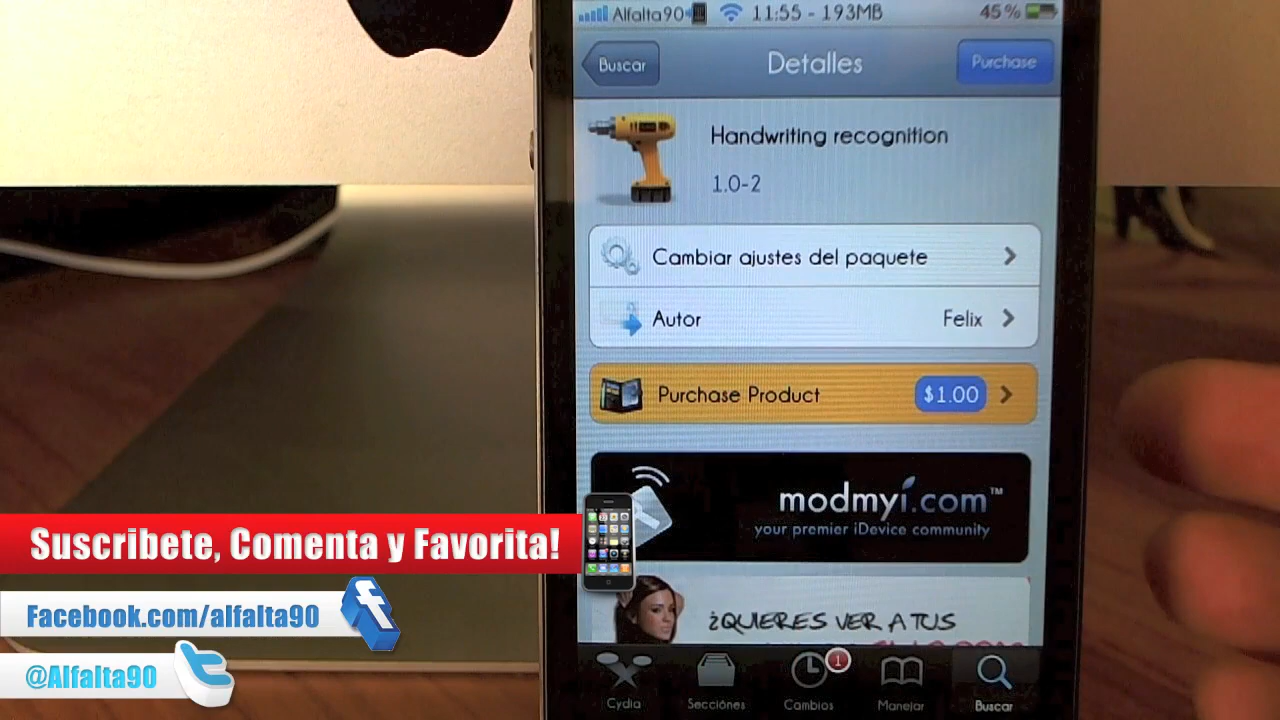 Alfalta90 11:55 - 193MB 45%
Buscar Detalles Purchase
Handwriting recognition
1.0-2
Cambiar ajustes del paquete
Autor Felix
Purchase Product $1.00
modmyi.com™
your premier iDevice community
¿QUIERES VER A TUS
Cydia Secciónes Cambios 1 Manejar Buscar
Suscribete, Comenta y Favorita!
Facebook.com/alfalta90
@Alfalta90